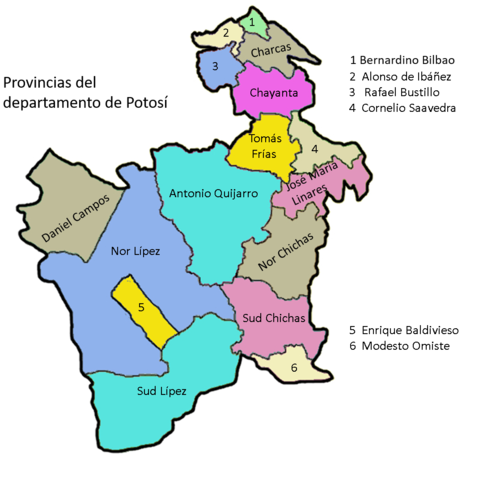 Provincias del
departamento de Potosí
1 Bernardino Bilbao
2 Alonso de Ibáñez
3 Rafael Bustillo
4 Cornelio Saavedra
1
2
Charcas
3
Chayanta
Tomás
Frías
4
José María
Linares
Antonio Quijarro
Daniel Campos
Nor Lípez
Nor Chichas
5
Sud Chichas
5 Enrique Baldivieso
6 Modesto Omiste
6
Sud Lípez